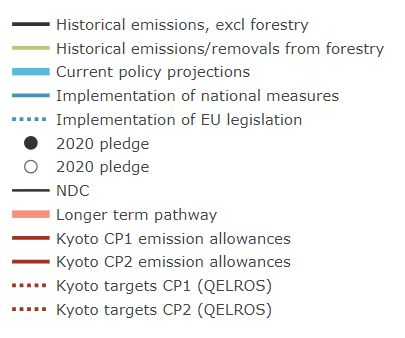 Historical emissions, excl forestry
Historical emissions/removals from forestry
Current policy projections
Implementation of national measures
Implementation of EU legislation
2020 pledge
2020 pledge
NDC
Longer term pathway
Kyoto CP1 emission allowances
Kyoto CP2 emission allowances
Kyoto targets CP1 (QELROS)
Kyoto targets CP2 (QELROS)